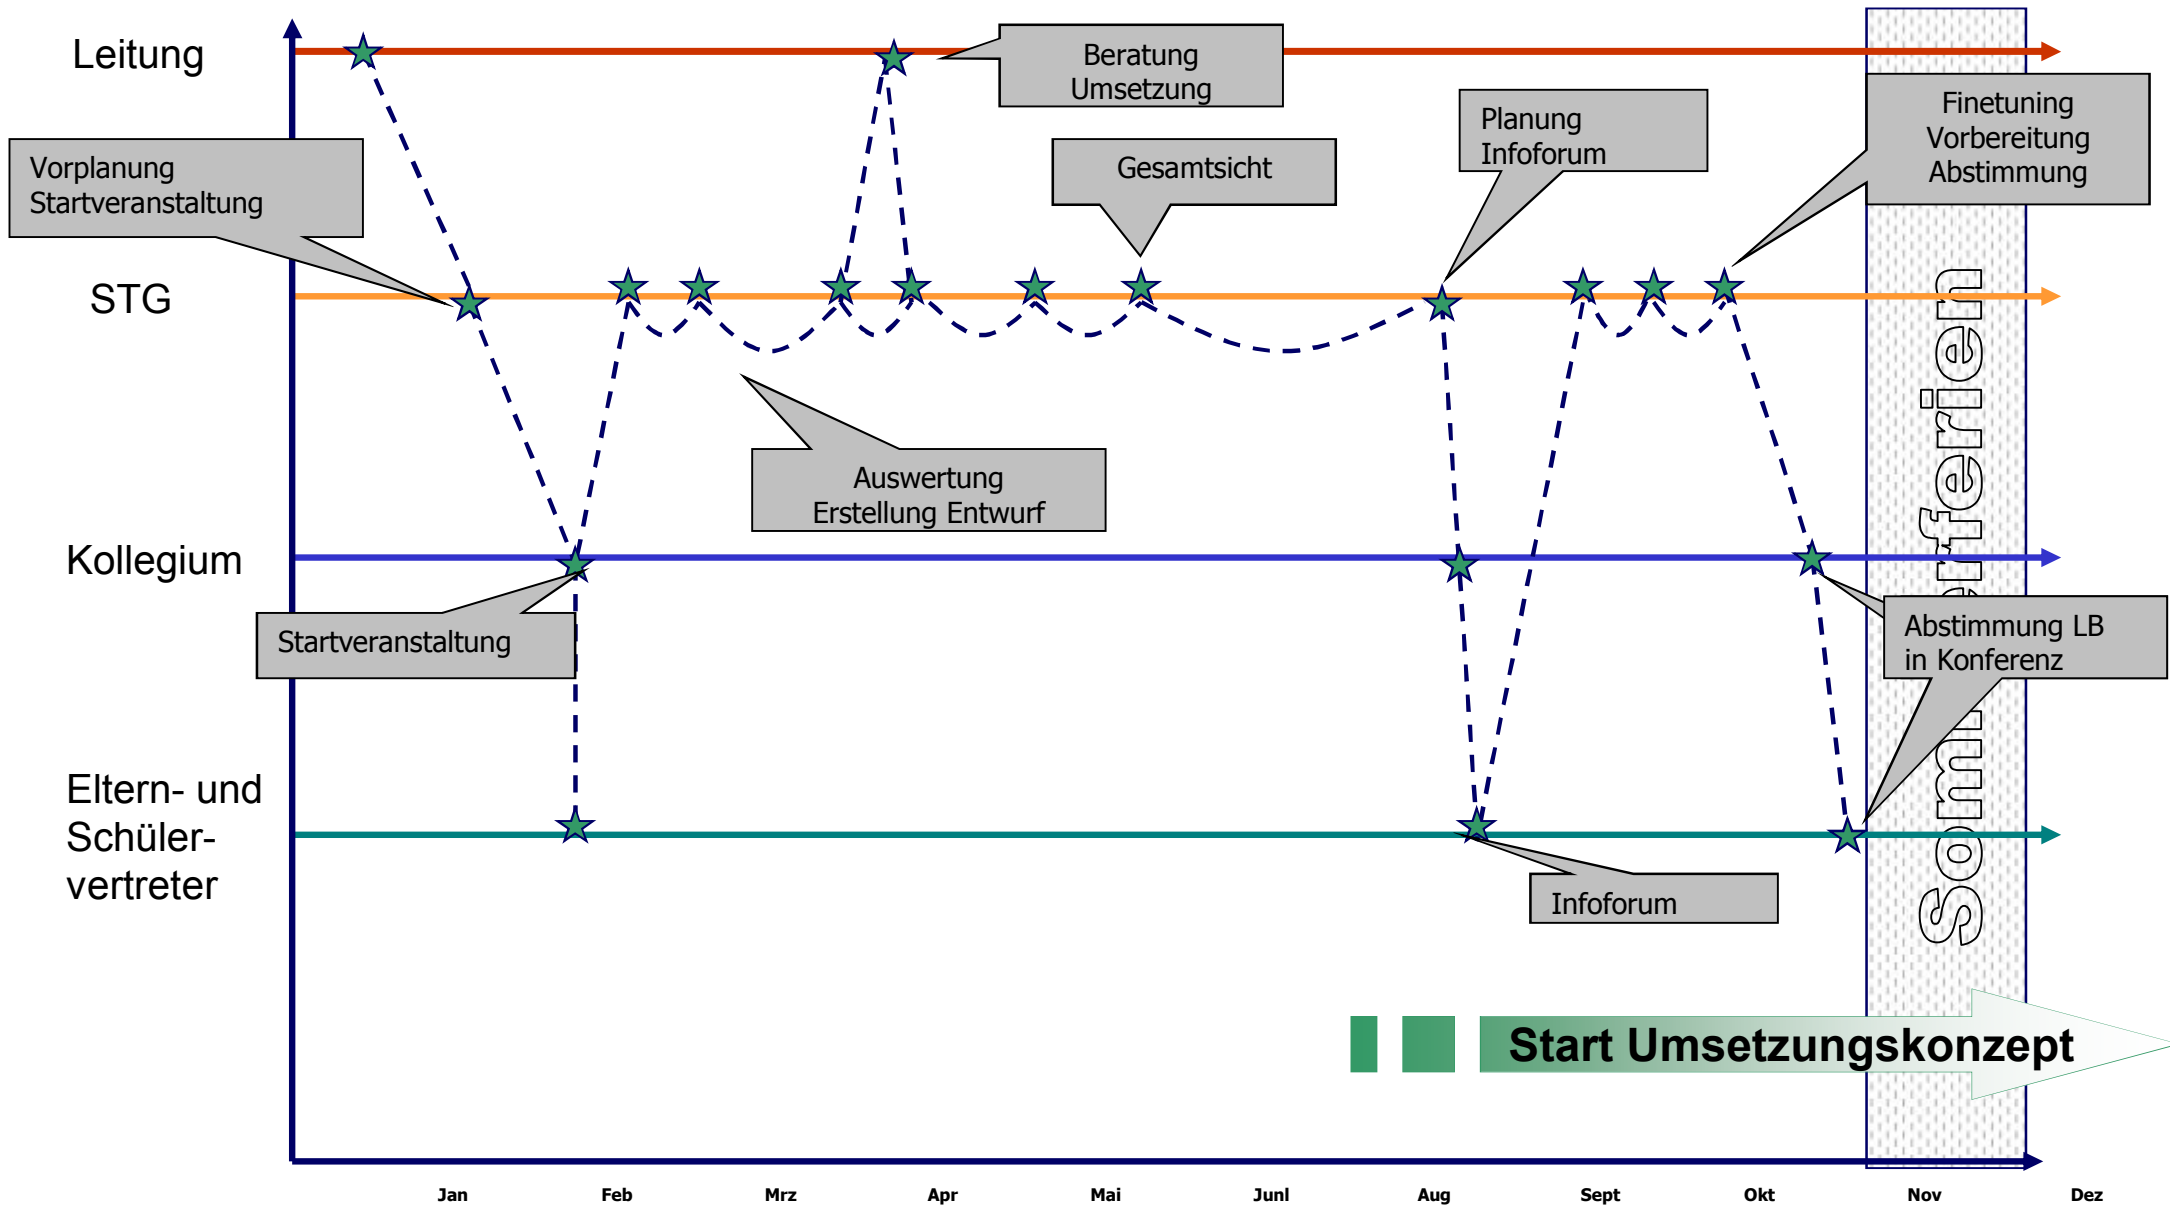 Leitung
Beratung
Umsetzung
Finetuning
Vorbereitung
Abstimmung
Planung
Infoforum
Vorplanung
Startveranstaltung
Gesamtsicht
STG
Auswertung
Erstellung Entwurf
Kollegium
Startveranstaltung
Abstimmung LB
in Konferenz
Eltern- und
Schüler-
vertreter
Infoforum
Start Umsetzungskonzept
Jan Feb Mrz Apr Mai Junl Aug Sept Okt Nov Dez